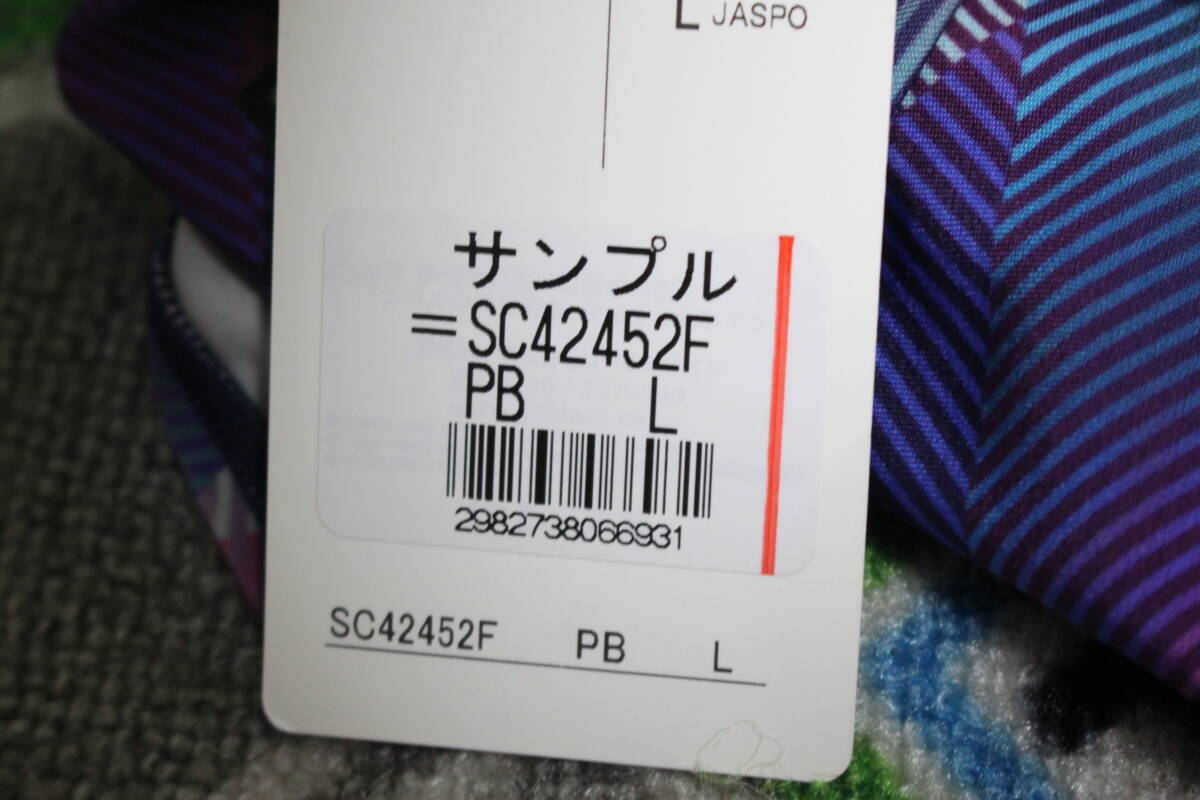 L JASPO
サンプル
=SC42452F
PB L
2982738066931
SC42452F PB L